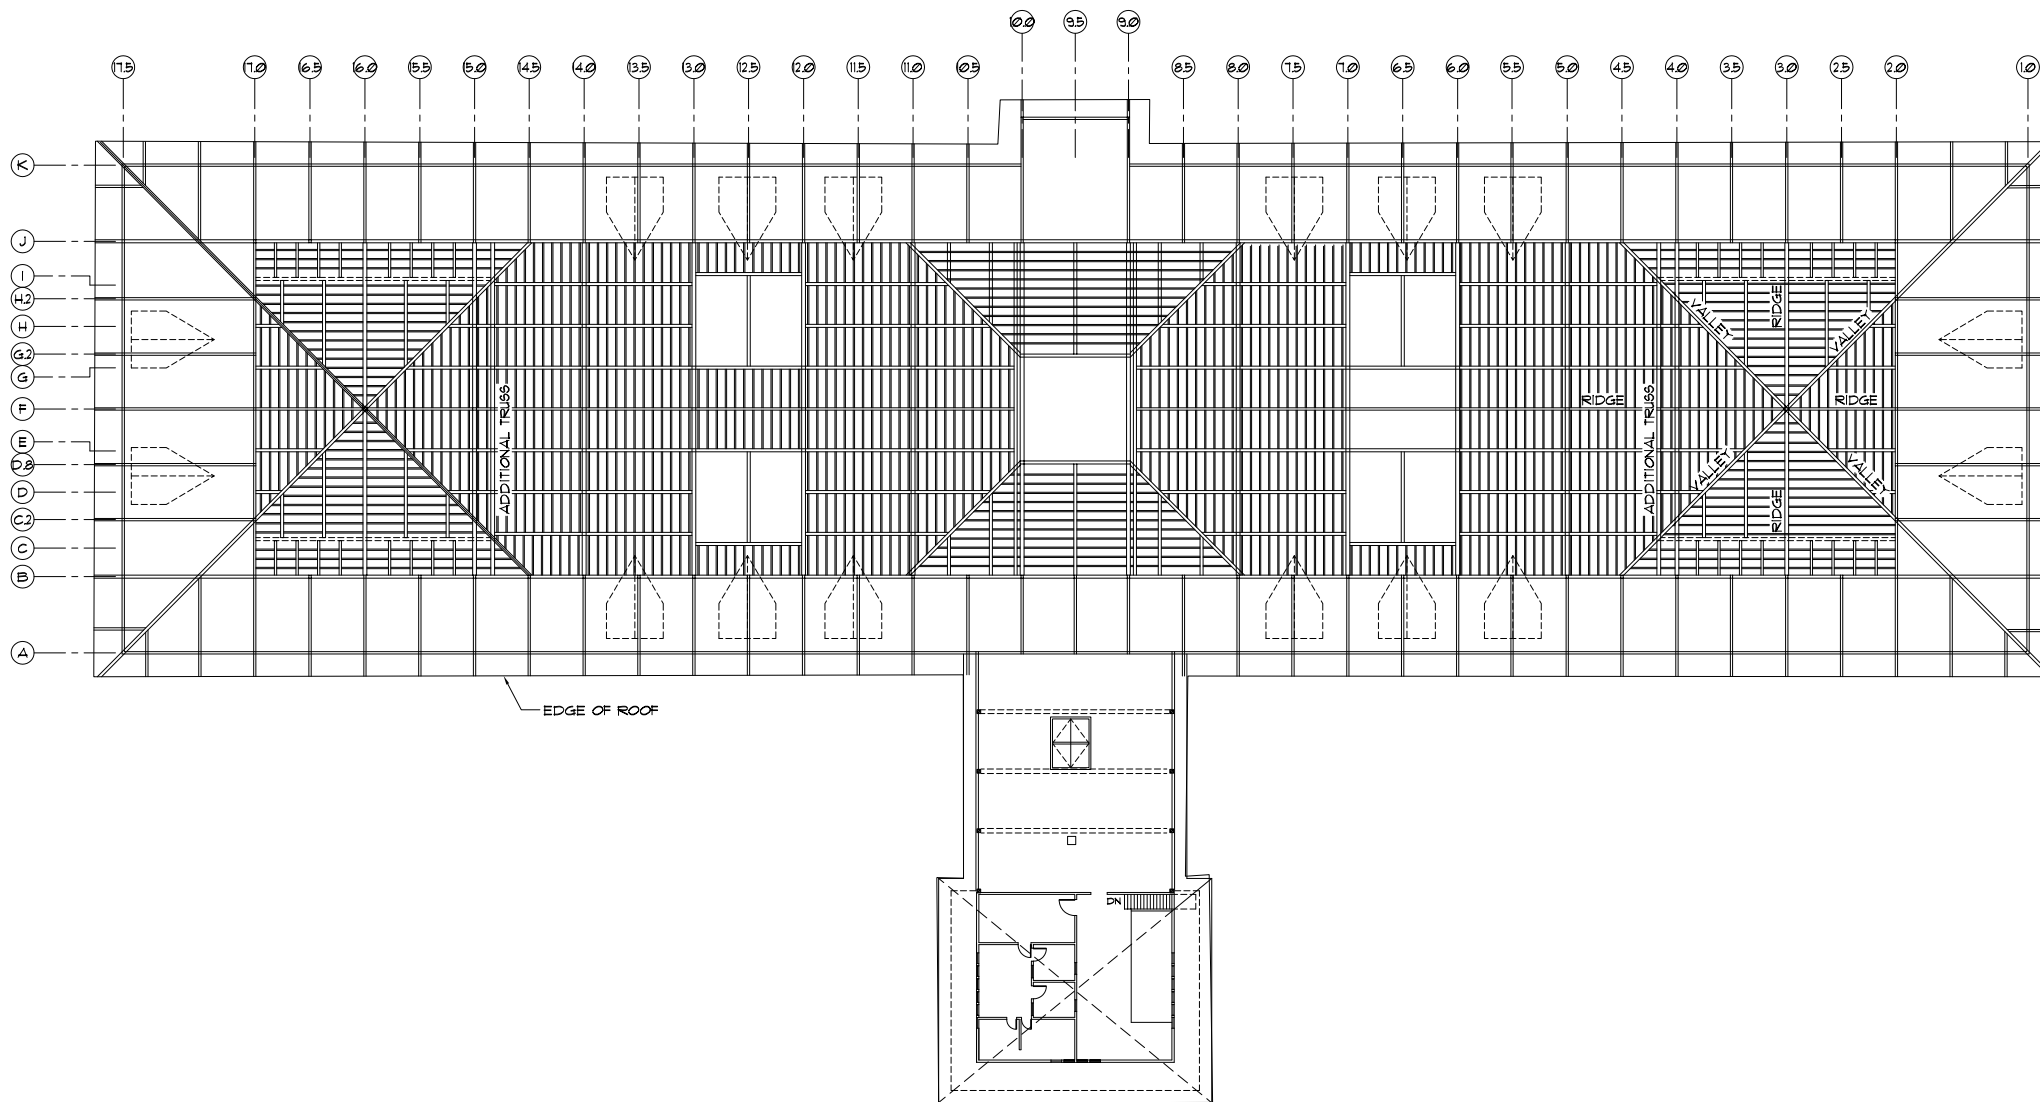 10.0 9.5 9.0
17.5 17.0 16.5 16.0 15.5 15.0 14.5 14.0 13.5 13.0 12.5 12.0 11.5 11.0 10.5 8.5 8.0 7.5 7.0 6.5 6.0 5.5 5.0 4.5 4.0 3.5 3.0 2.5 2.0 1.0
K
J
I
H.2
H
G.2
G
F
E
D.8
D
C.2
C
B
A
ADDITIONAL TRUSS
RIDGE
ADDITIONAL TRUSS
VALLEY
RIDGE
VALLEY
RIDGE
VALLEY
RIDGE
VALLEY
EDGE OF ROOF
DN